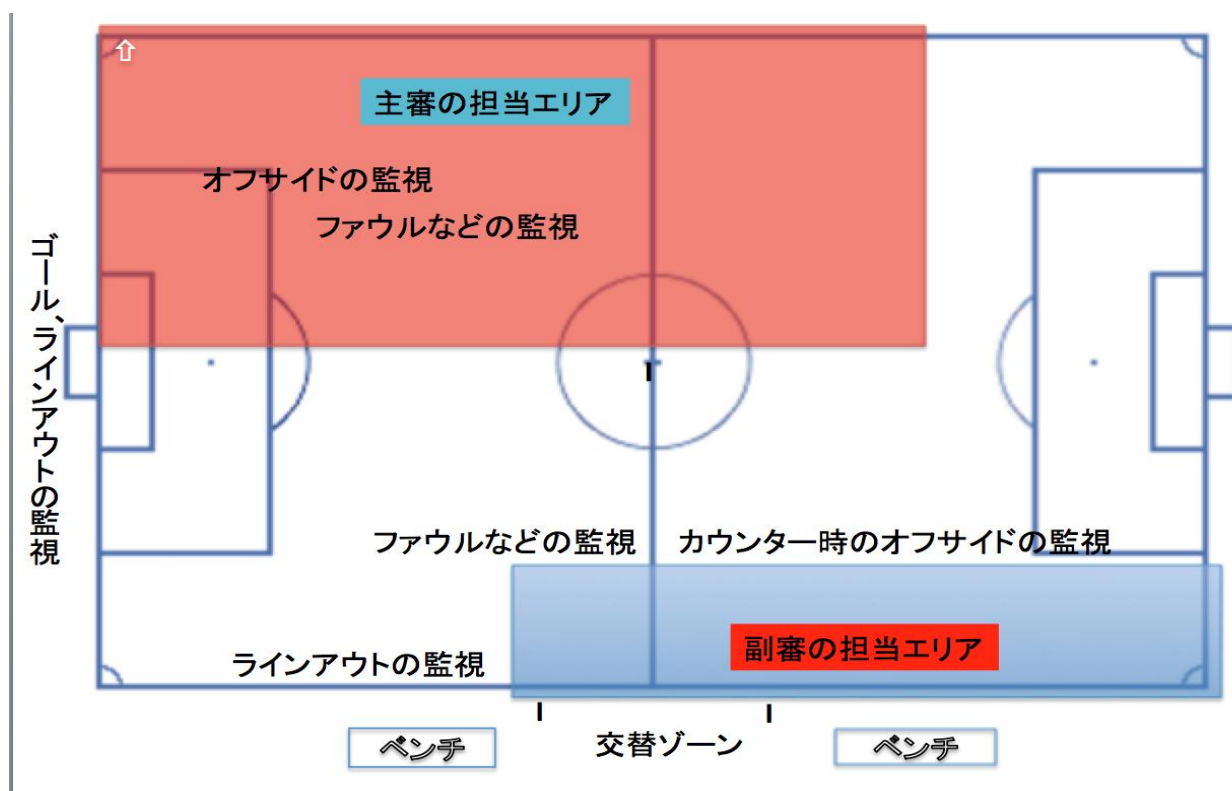 主審の担当エリア
オフサイドの監視
ファウルなどの監視
ゴール、ラインアウトの監視
ファウルなどの監視
カウンター時のオフサイドの監視
副審の担当エリア
ラインアウトの監視
ベンチ
交替ゾーン
ベンチ